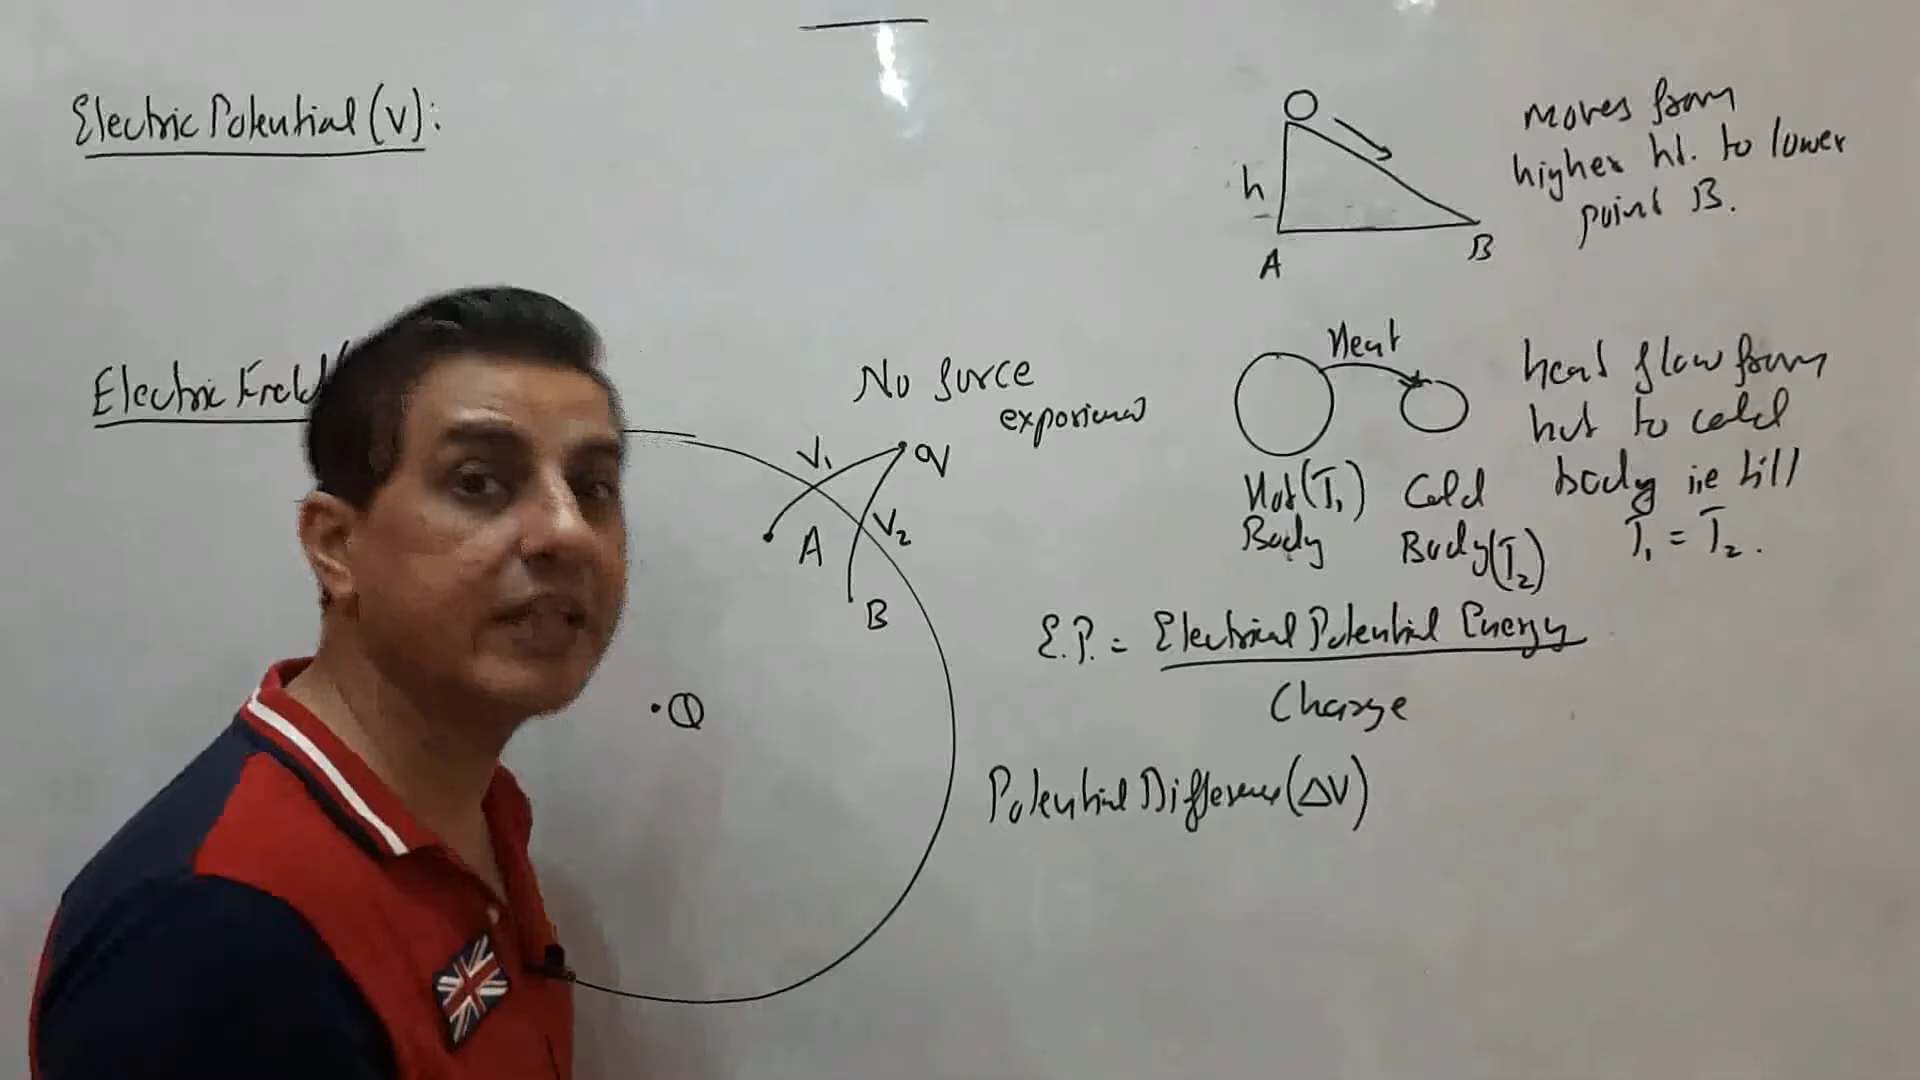 Electric Potential (V):
Electric Field
No force
experienced
V₁
q
A
V₂
B
.Q
h
A
B
moves from
higher ht. to lower
point B.
Heat
Hot (T₁)
Body
Cold
Body (T₂)
heat flow from
hot to cold
body i.e till
T₁ = T₂.
E.P. = Electrical Potential Energy
Charge
Potential Difference (ΔV)